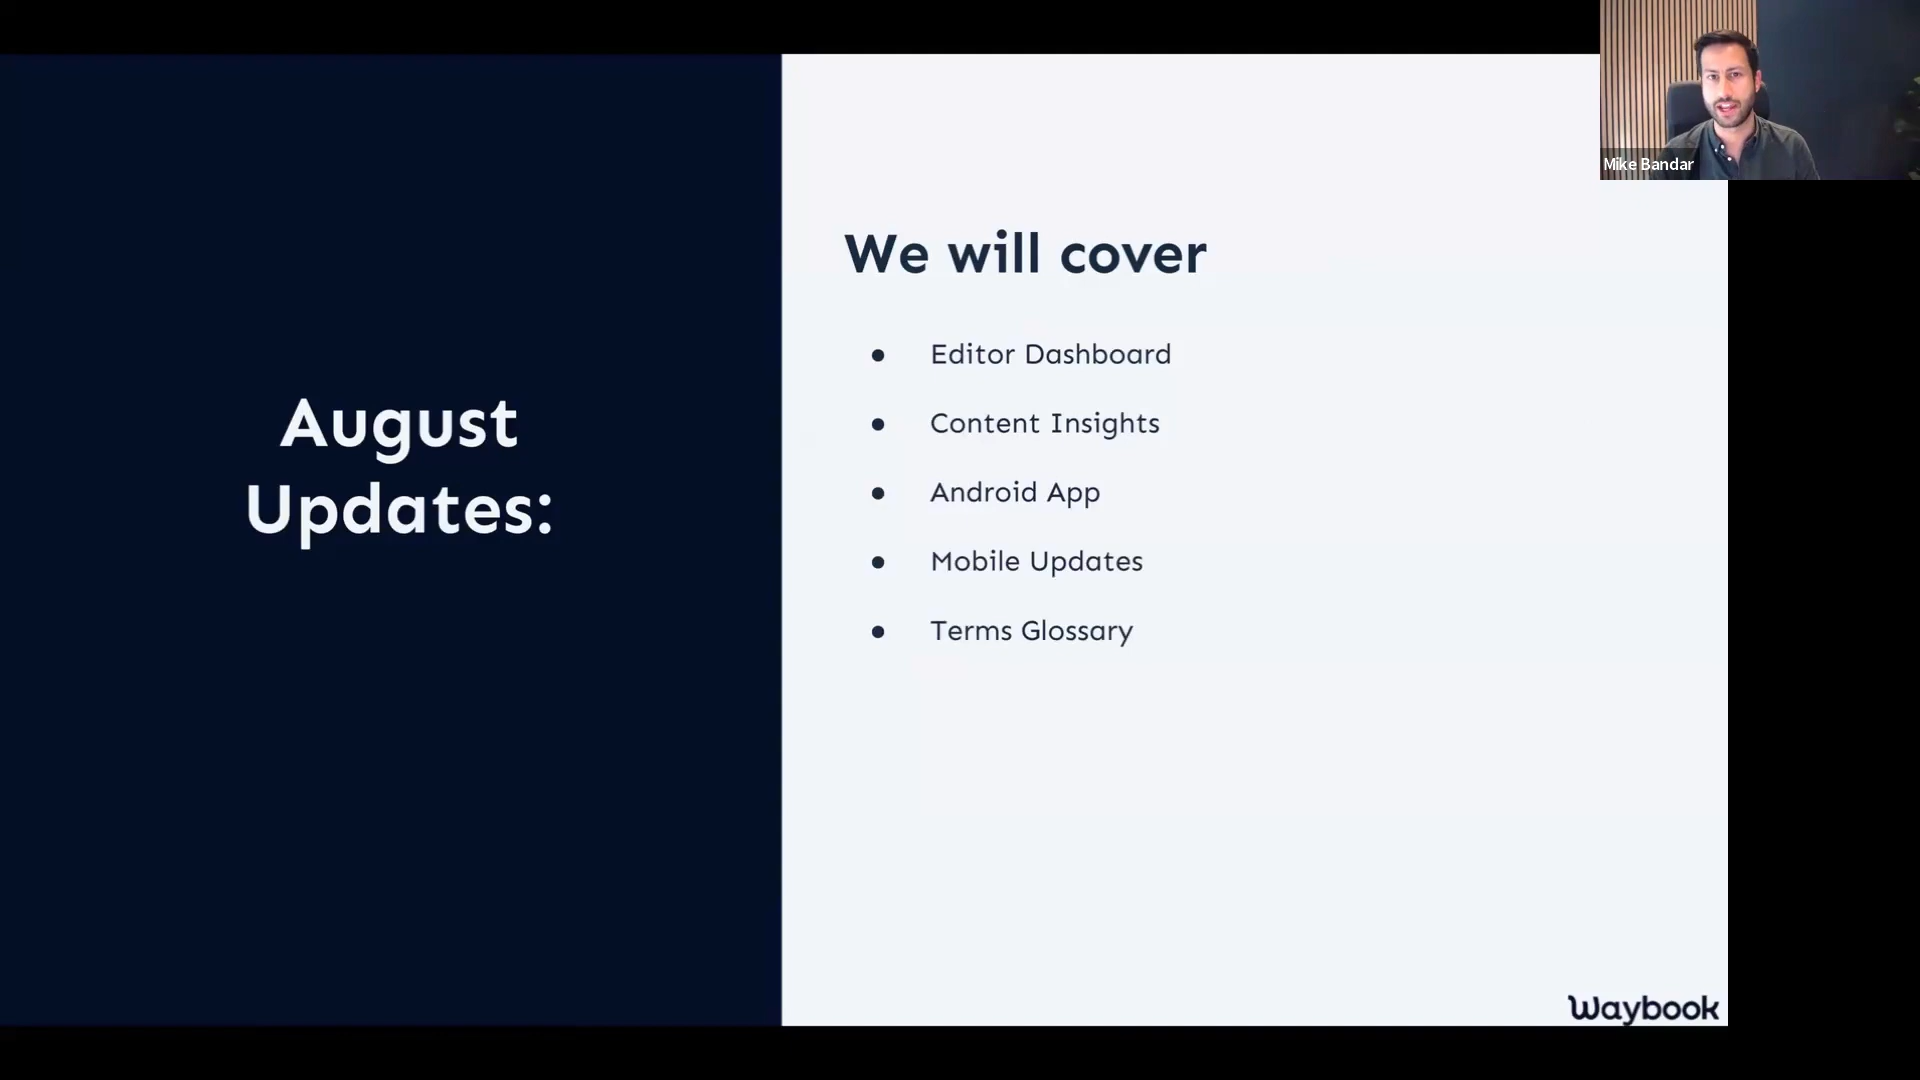 August
Updates:
We will cover
● Editor Dashboard
● Content Insights
● Android App
● Mobile Updates
● Terms Glossary
Mike Bandar
Waybook